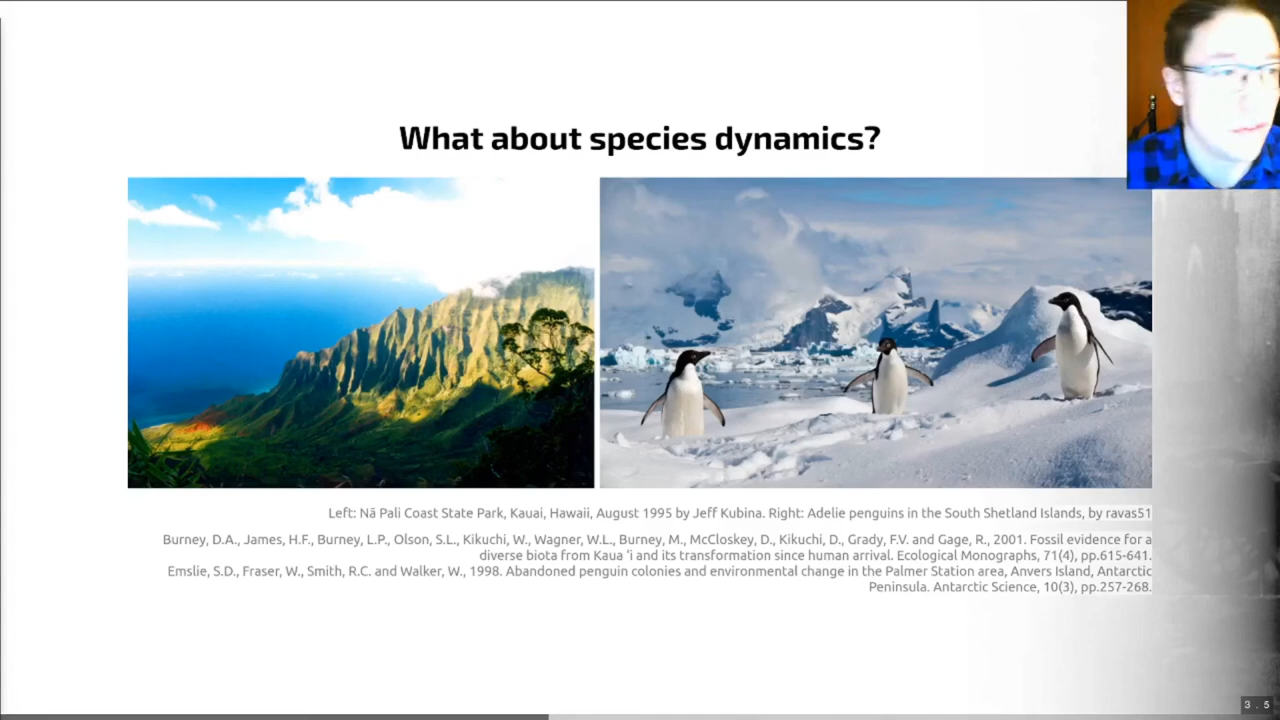 What about species dynamics?
Left: Nā Pali Coast State Park, Kauai, Hawaii, August 1995 by Jeff Kubina. Right: Adelie penguins in the South Shetland Islands, by ravas51
Burney, D.A., James, H.F., Burney, L.P., Olson, S.L., Kikuchi, W., Wagner, W.L., Burney, M., McCloskey, D., Kikuchi, D., Grady, F.V. and Gage, R., 2001. Fossil evidence for a
diverse biota from Kaua ‘i and its transformation since human arrival. Ecological Monographs, 71(4), pp.615-641.
Emslie, S.D., Fraser, W., Smith, R.C. and Walker, W., 1998. Abandoned penguin colonies and environmental change in the Palmer Station area, Anvers Island, Antarctic
Peninsula. Antarctic Science, 10(3), pp.257-268.
3 . 5